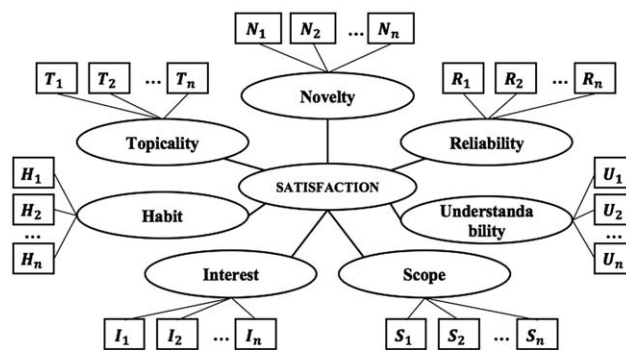 N1 N2 ... Nn
T1 T2 ... Tn
R1 R2 ... Rn
Novelty
Topicality
Reliability
SATISFACTION
H1
H2
...
Hn
Habit
Understanda
bility
U1
U2
...
Un
Interest
Scope
I1 I2 ... In
S1 S2 ... Sn